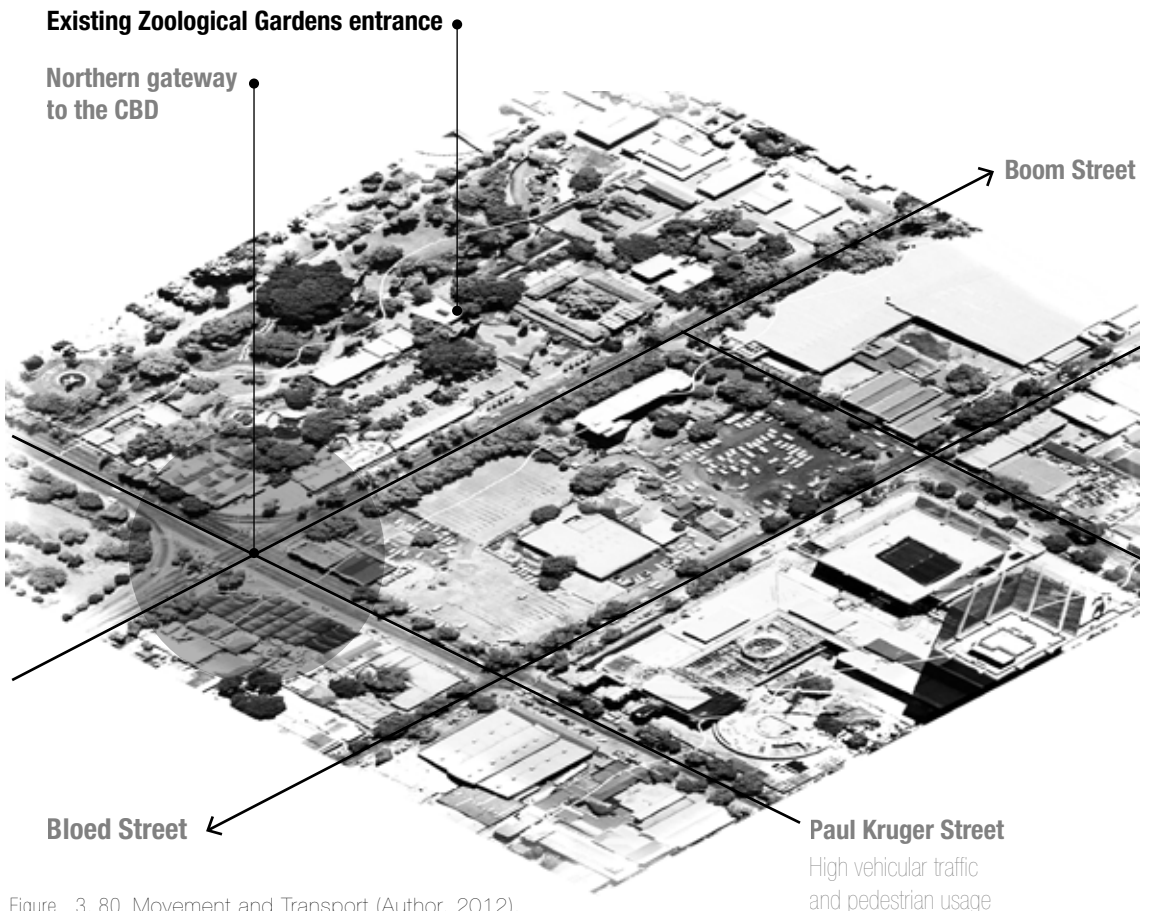 Existing Zoological Gardens entrance
Northern gateway
to the CBD
Boom Street
Bloed Street
Paul Kruger Street
High vehicular traffic
and pedestrian usage
Figure 3.80 Movement and Transport (Author, 2012)